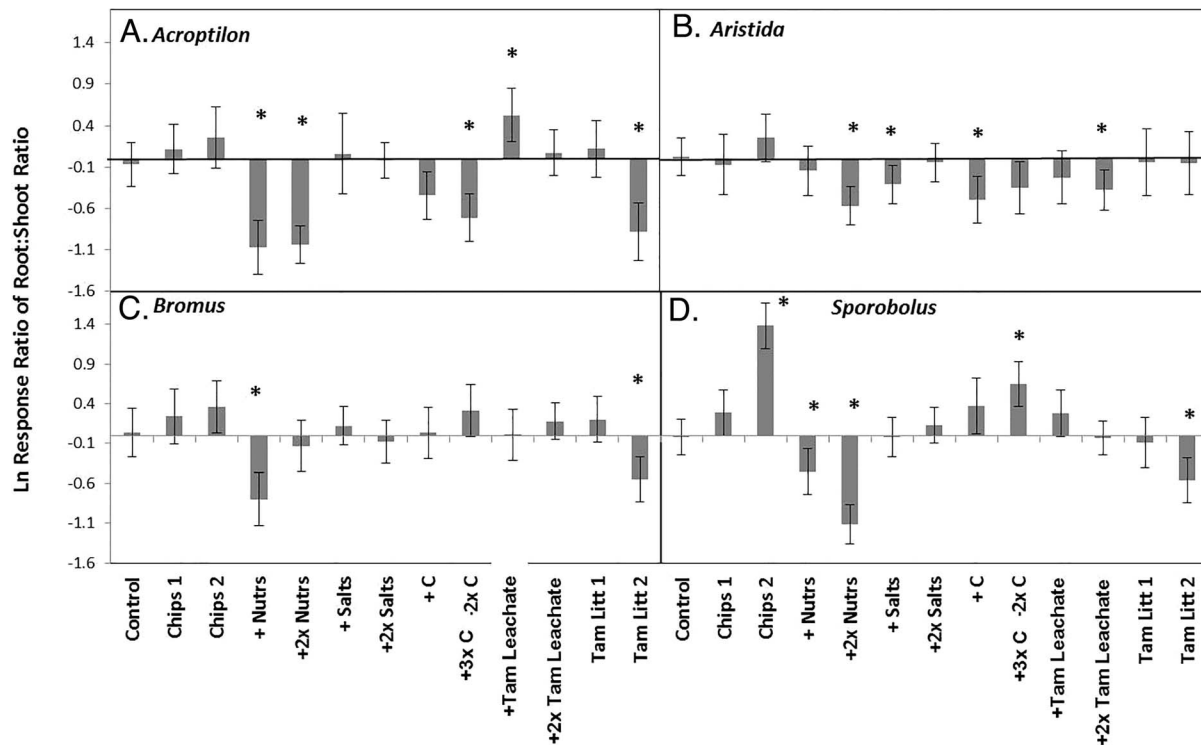 Ln Response Ratio of Root:Shoot Ratio
A. Acroptilon
1.4
0.9
0.4
-0.1
-0.6
-1.1
-1.6
* * * * *
B. Aristida
* * * *
C. Bromus
1.4
0.9
0.4
-0.1
-0.6
-1.1
-1.6
* *
D. Sporobolus
* * * * *
Control
Chips 1
Chips 2
+ Nutrs
+2x Nutrs
+ Salts
+2x Salts
+ C
+3x C -2x C
+Tam Leachate
+2x Tam Leachate
Tam Litt 1
Tam Litt 2
Control
Chips 1
Chips 2
+ Nutrs
+2x Nutrs
+ Salts
+2x Salts
+ C
+3x C -2x C
+Tam Leachate
+2x Tam Leachate
Tam Litt 1
Tam Litt 2